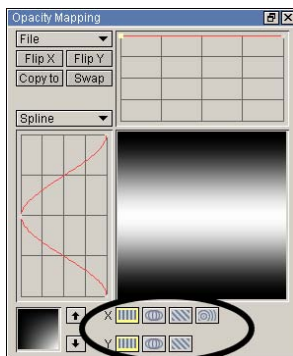 Opacity Mapping
File
Flip X Flip Y
Copy to Swap
Spline
X
Y